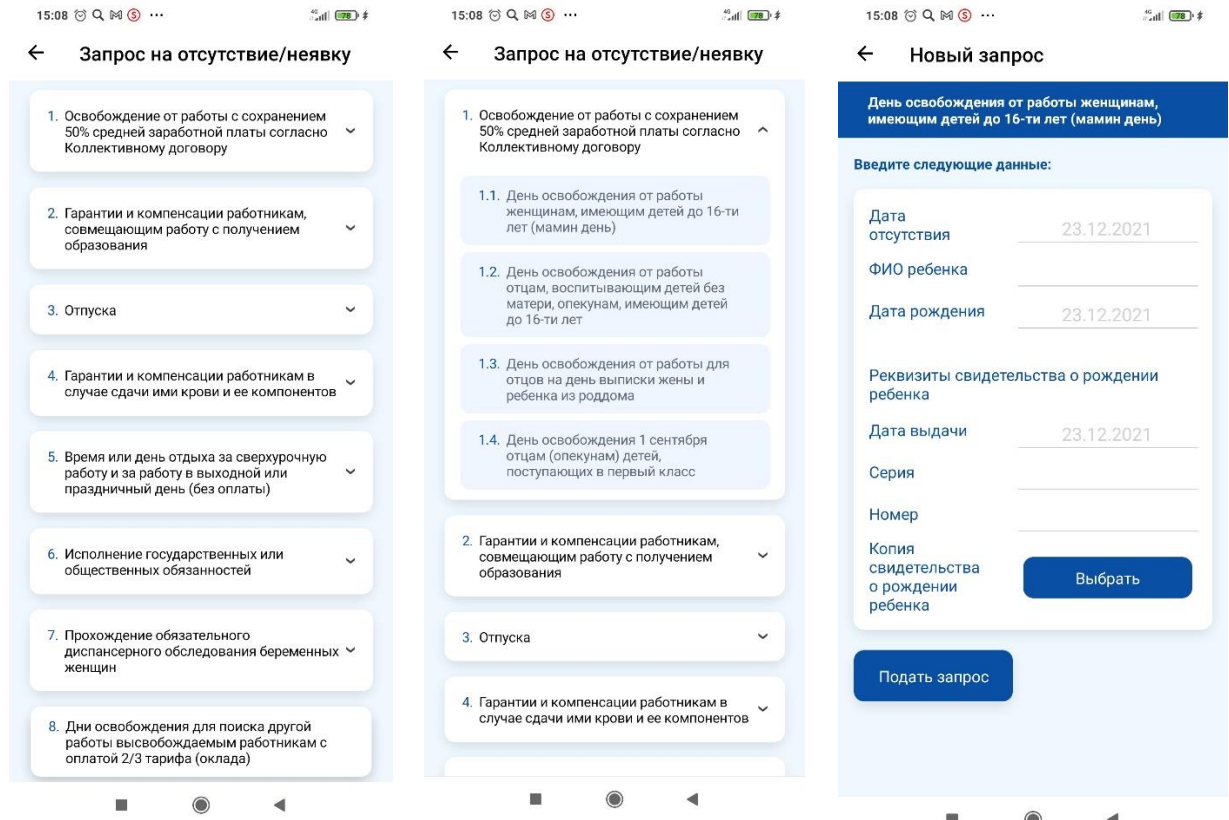 15:08
4G
78
Запрос на отсутствие/неявку
1. Освобождение от работы с сохранением
50% средней заработной платы согласно
Коллективному договору
2. Гарантии и компенсации работникам,
совмещающим работу с получением
образования
3. Отпуска
4. Гарантии и компенсации работникам в
случае сдачи ими крови и ее компонентов
5. Время или день отдыха за сверхурочную
работу и за работу в выходной или
праздничный день (без оплаты)
6. Исполнение государственных или
общественных обязанностей
7. Прохождение обязательного
диспансерного обследования беременных
женщин
8. Дни освобождения для поиска другой
работы высвобождаемым работникам с
оплатой 2/3 тарифа (оклада)
15:08
4G
78
Запрос на отсутствие/неявку
1. Освобождение от работы с сохранением
50% средней заработной платы согласно
Коллективному договору
1.1. День освобождения от работы
женщинам, имеющим детей до 16-ти
лет (мамин день)
1.2. День освобождения от работы
отцам, воспитывающим детей без
матери, опекунам, имеющим детей
до 16-ти лет
1.3. День освобождения от работы для
отцов на день выписки жены и
ребенка из роддома
1.4. День освобождения 1 сентября
отцам (опекунам) детей,
поступающих в первый класс
2. Гарантии и компенсации работникам,
совмещающим работу с получением
образования
3. Отпуска
4. Гарантии и компенсации работникам в
случае сдачи ими крови и ее компонентов
15:08
4G
78
Новый запрос
День освобождения от работы женщинам,
имеющим детей до 16-ти лет (мамин день)
Введите следующие данные:
Дата
отсутствия
23.12.2021
ФИО ребенка
Дата рождения
23.12.2021
Реквизиты свидетельства о рождении
ребенка
Дата выдачи
23.12.2021
Серия
Номер
Копия
свидетельства
о рождении
ребенка
Выбрать
Подать запрос